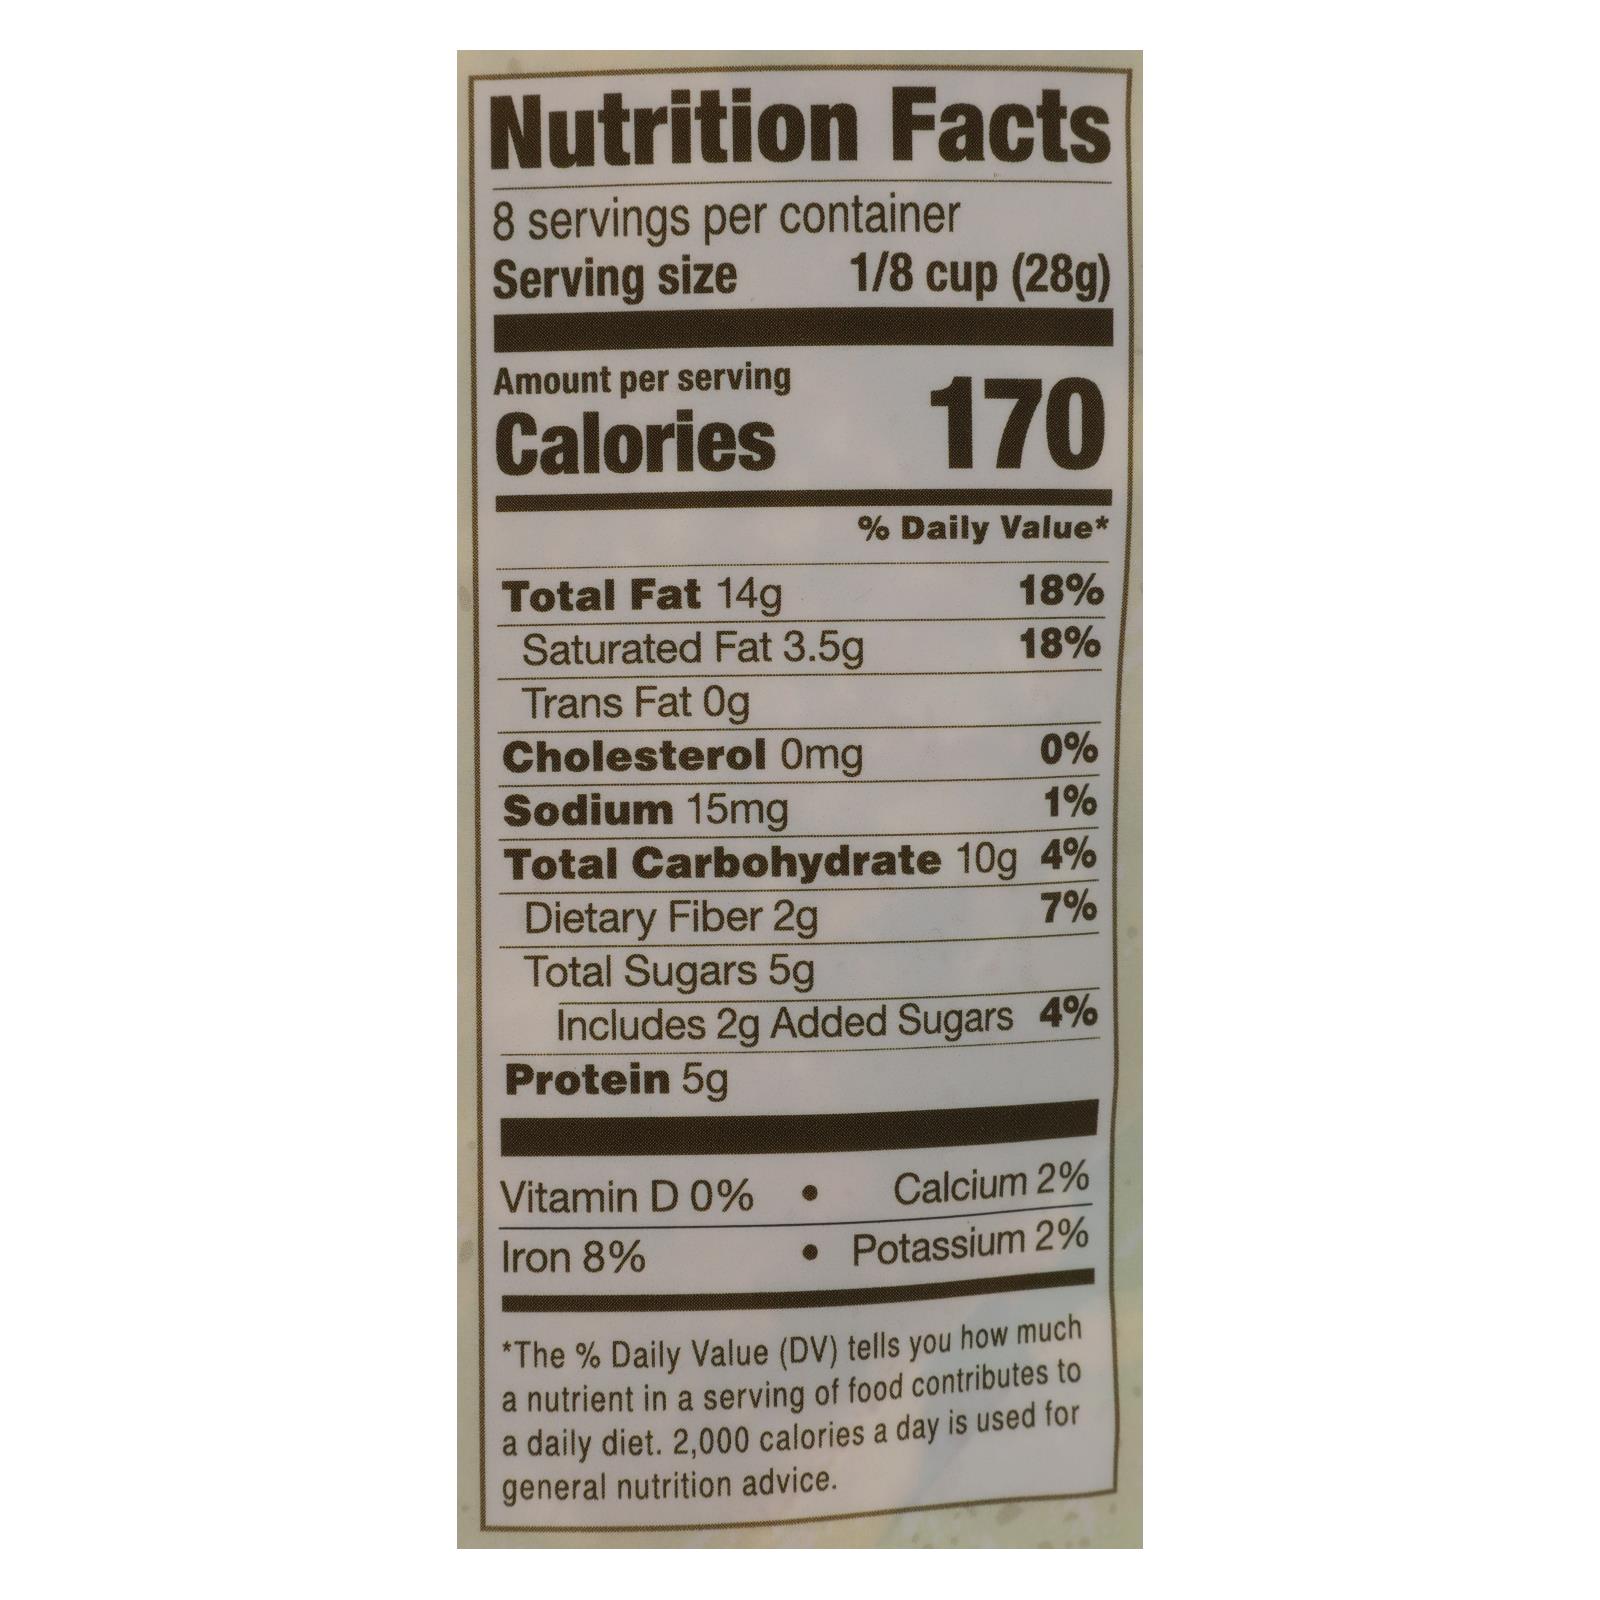 Nutrition Facts
8 servings per container
Serving size 1/8 cup (28g)
Amount per serving
Calories 170
% Daily Value*
Total Fat 14g 18%
Saturated Fat 3.5g 18%
Trans Fat 0g
Cholesterol 0mg 0%
Sodium 15mg 1%
Total Carbohydrate 10g 4%
Dietary Fiber 2g 7%
Total Sugars 5g
Includes 2g Added Sugars 4%
Protein 5g
Vitamin D 0% • Calcium 2%
Iron 8% • Potassium 2%
*The % Daily Value (DV) tells you how much
a nutrient in a serving of food contributes to
a daily diet. 2,000 calories a day is used for
general nutrition advice.